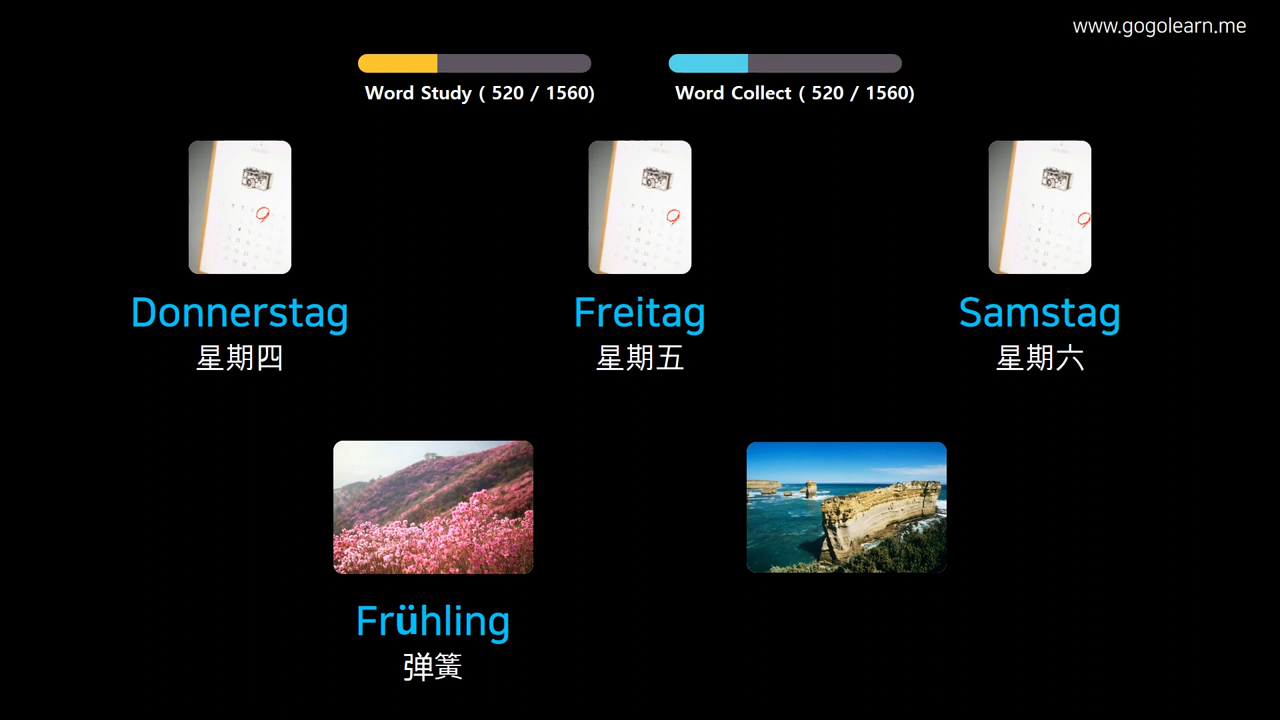 www.gogolearn.me
Word Study ( 520 / 1560)
Word Collect ( 520 / 1560)
Donnerstag
星期四
Freitag
星期五
Samstag
星期六
Frühling
弹簧